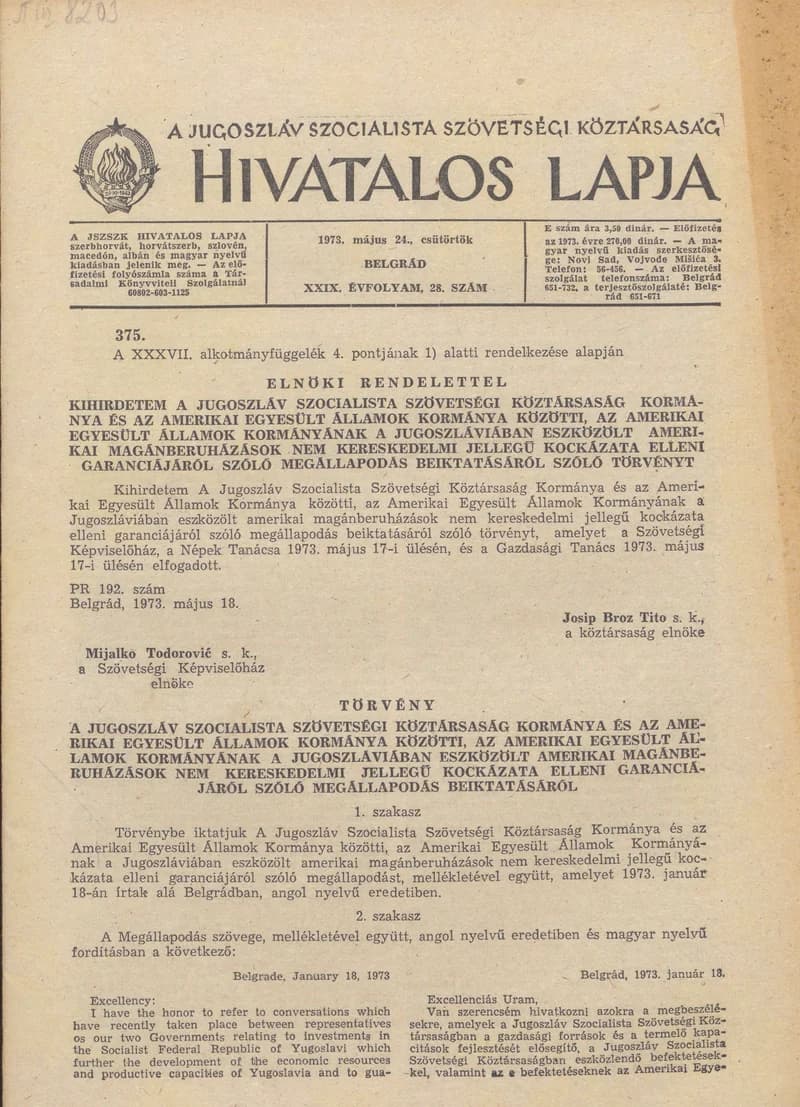 A JUGOSZLÁV SZOCIALISTA SZÖVETSÉGI KÖZTÁRSASÁG
HIVATALOS LAPJA
A JSZSZK HIVATALOS LAPJA
szerbhorvát, horvátszerb, szlovén,
macedón, albán és magyar nyelvű
kiadásban jelenik meg. — Az elő-
fizetési folyószámla száma a Tár-
sadalmi Könyvviteli Szolgálatnál
60802-603-1125
1973. május 24., csütörtök
BELGRÁD
XXIX. ÉVFOLYAM, 28. SZÁM
E szám ára 3,50 dinár. — Előfizetés
az 1973. évre 270,00 dinár. — A ma-
gyar nyelvű kiadás szerkesztősé-
ge: Novi Sad, Vojvode Mišića 3.
Telefon: 56-456. — Az előfizetési
szolgálat telefonszáma: Belgrád
651-732, a terjesztőszolgálaté: Belg-
rád 651-671
375.
A XXXVII. alkotmányfüggelék 4. pontjának 1) alatti rendelkezése alapján
ELNÖKI RENDELETTEL
KIHIRDETEM A JUGOSZLÁV SZOCIALISTA SZÖVETSÉGI KÖZTÁRSASÁG KORMÁ-
NYA ÉS AZ AMERIKAI EGYESÜLT ÁLLAMOK KORMÁNYA KÖZÖTTI, AZ AMERIKAI
EGYESÜLT ÁLLAMOK KORMÁNYÁNAK A JUGOSZLÁVIÁBAN ESZKÖZÖLT AMERI-
KAI MAGÁNBERUHÁZÁSOK NEM KERESKEDELMI JELLEGŰ KOCKÁZATA ELLENI
GARANCIÁJÁRÓL SZÓLÓ MEGÁLLAPODÁS BEIKTATÁSÁRÓL SZÓLÓ TÖRVÉNYT
Kihirdetem A Jugoszláv Szocialista Szövetségi Köztársaság Kormánya és az Ameri-
kai Egyesült Államok Kormánya közötti, az Amerikai Egyesült Államok Kormányának a
Jugoszláviában eszközölt amerikai magánberuházások nem kereskedelmi jellegű kockázata
elleni garanciájáról szóló megállapodás beiktatásáról szóló törvényt, amelyet a Szövetségi
Képviselőház, a Népek Tanácsa 1973. május 17-i ülésén, és a Gazdasági Tanács 1973. május
17-i ülésén elfogadott.
PR 192. szám
Belgrád, 1973. május 18.
Josip Broz Tito s. k.,
a köztársaság elnöke
Mijalko Todorović s. k.,
a Szövetségi Képviselőház
elnöke
TÖRVÉNY
A JUGOSZLÁV SZOCIALISTA SZÖVETSÉGI KÖZTÁRSASÁG KORMÁNYA ÉS AZ AME-
RIKAI EGYESÜLT ÁLLAMOK KORMÁNYA KÖZÖTTI, AZ AMERIKAI EGYESÜLT ÁL-
LAMOK KORMÁNYÁNAK A JUGOSZLÁVIÁBAN ESZKÖZÖLT AMERIKAI MAGÁNBE-
RUHÁZÁSOK NEM KERESKEDELMI JELLEGŰ KOCKÁZATA ELLENI GARANCIÁ-
JÁRÓL SZÓLÓ MEGÁLLAPODÁS BEIKTATÁSÁRÓL
1. szakasz
Törvénybe iktatjuk A Jugoszláv Szocialista Szövetségi Köztársaság Kormánya és az
Amerikai Egyesült Államok Kormánya közötti, az Amerikai Egyesült Államok Kormányá-
nak a Jugoszláviában eszközölt amerikai magánberuházások nem kereskedelmi jellegű koc-
kázata elleni garanciájáról szóló megállapodást, mellékletével együtt, amelyet 1973. január
18-án írtak alá Belgrádban, angol nyelvű eredetiben.
2. szakasz
A Megállapodás szövege, mellékletével együtt, angol nyelvű eredetiben és magyar nyelvű
fordításban a következő:
Belgrade, January 18, 1973
Excellency:
I have the honor to refer to conversations which
have recently taken place between representatives
os our two Governments relating to investments in
the Socialist Federal Republic of Yugoslavi which
further the development of the economic resources
and productive capacities of Yugoslavia and to gua-
Belgrád, 1973. január 18.
Excellenciás Uram,
Van szerencsém hivatkozni azokra a megbeszélé-
sekre, amelyek a Jugoszláv Szocialista Szövetségi Köz-
társaságban a gazdasági források és a termelő kapa-
citások fejlesztését elősegítő, a Jugoszláv Szocialista
Szövetségi Köztársaságban eszközlendő befektetések-
kel, valamint az e befektetéseknek az Amerikai Egye-